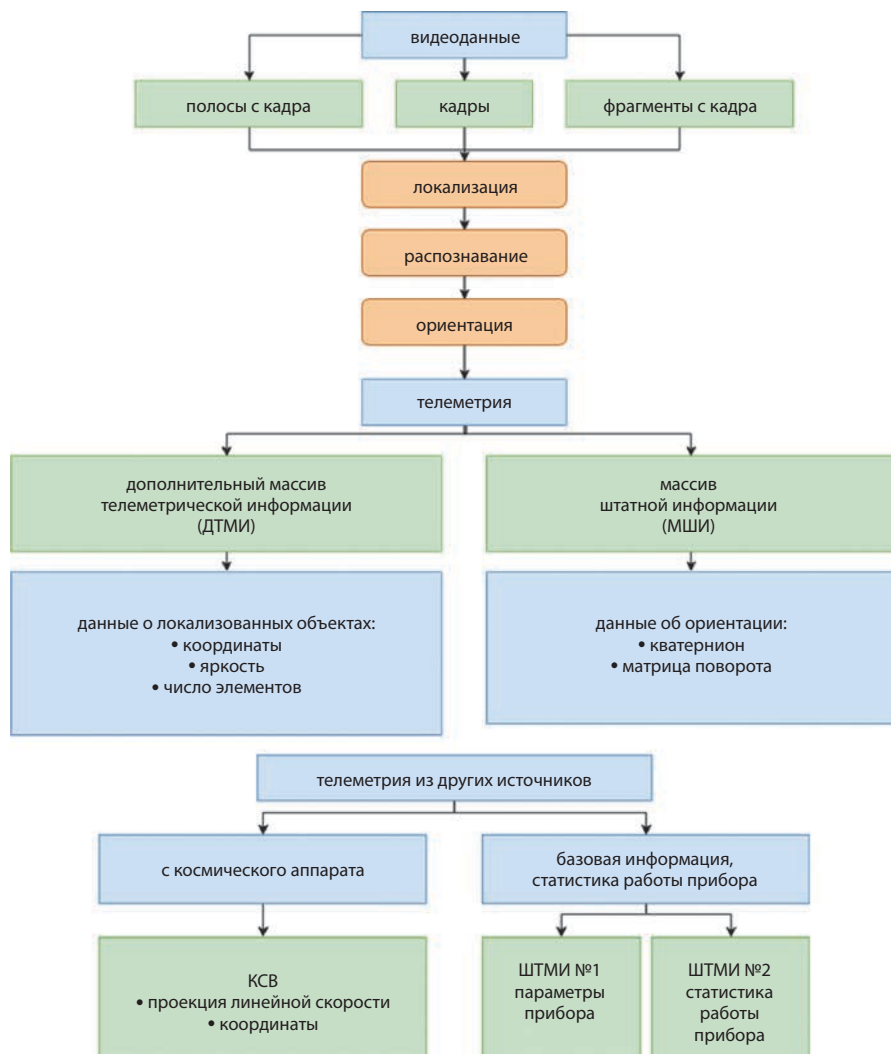 видеоданные
полосы с кадра
кадры
фрагменты с кадра
локализация
распознавание
ориентация
телеметрия
дополнительный массив
телеметрической информации
(ДТМИ)
массив
штатной информации
(МШИ)
данные о локализованных объектах:
• координаты
• яркость
• число элементов
данные об ориентации:
• кватернион
• матрица поворота
телеметрия из других источников
с космического аппарата
базовая информация,
статистика работы прибора
КСВ
• проекция линейной скорости
• координаты
ШТМИ №1
параметры
прибора
ШТМИ №2
статистика
работы
прибора